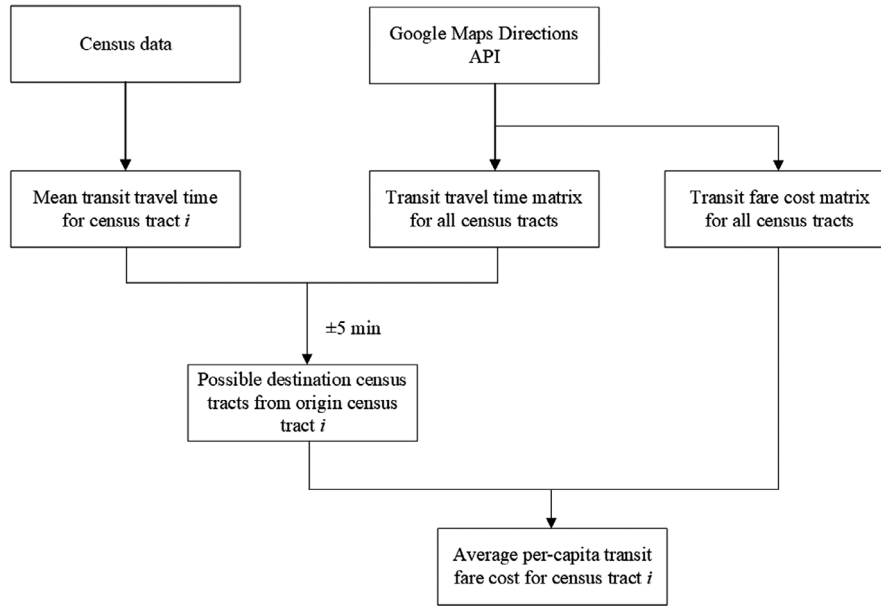 Census data
Google Maps Directions
API
Mean transit travel time
for census tract i
Transit travel time matrix
for all census tracts
Transit fare cost matrix
for all census tracts
±5 min
Possible destination census
tracts from origin census
tract i
Average per-capita transit
fare cost for census tract i